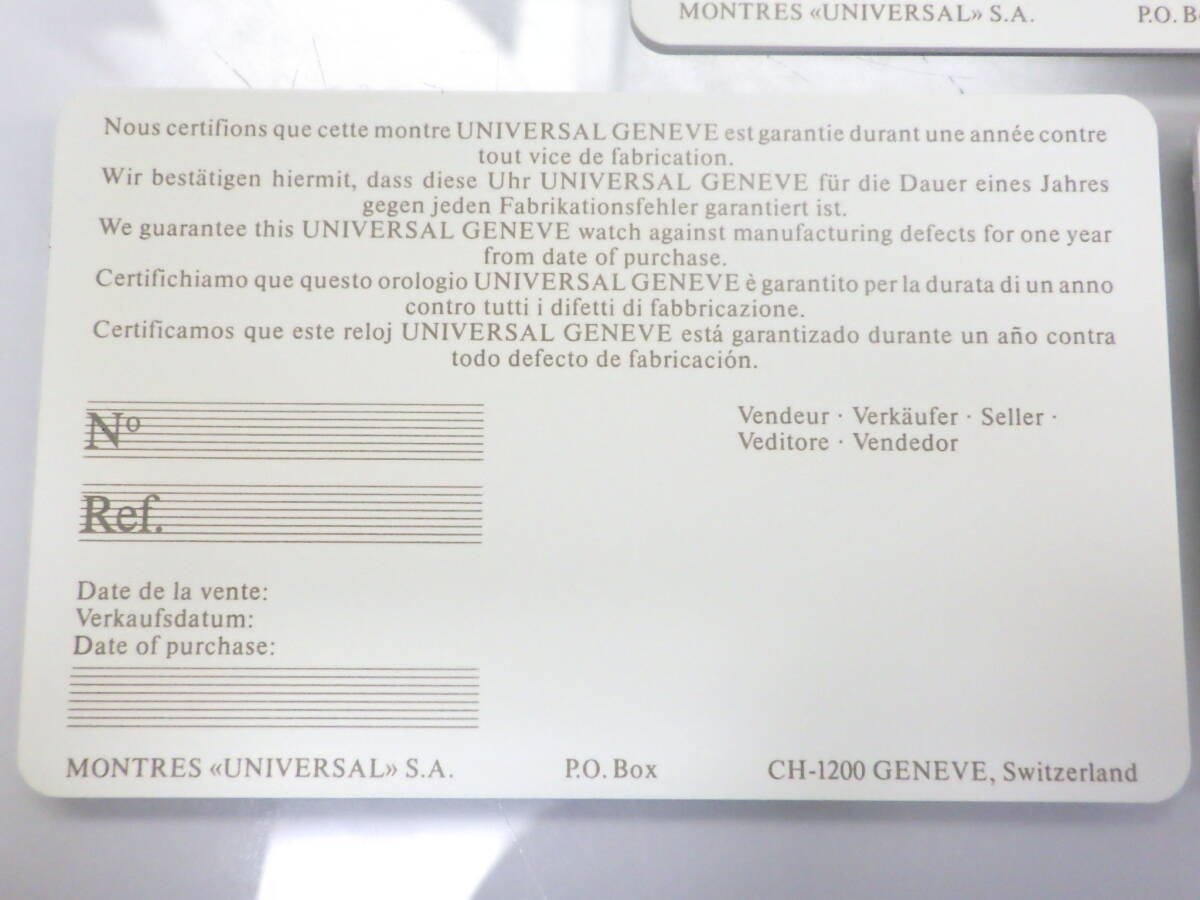 MONTRES «UNIVERSAL» S.A. P.O. B
Nous certifions que cette montre UNIVERSAL GENEVE est garantie durant une année contre
tout vice de fabrication.
Wir bestätigen hiermit, dass diese Uhr UNIVERSAL GENEVE für die Dauer eines Jahres
gegen jeden Fabrikationsfehler garantiert ist.
We guarantee this UNIVERSAL GENEVE watch against manufacturing defects for one year
from date of purchase.
Certifichiamo que questo orologio UNIVERSAL GENEVE è garantito per la durata di un anno
contro tutti i difetti di fabbricazione.
Certificamos que este reloj UNIVERSAL GENEVE está garantizado durante un año contra
todo defecto de fabricación.
Nº
Vendeur · Verkäufer · Seller ·
Veditore · Vendedor
Ref.
Date de la vente:
Verkaufsdatum:
Date of purchase:
MONTRES «UNIVERSAL» S.A. P.O. Box CH-1200 GENEVE, Switzerland